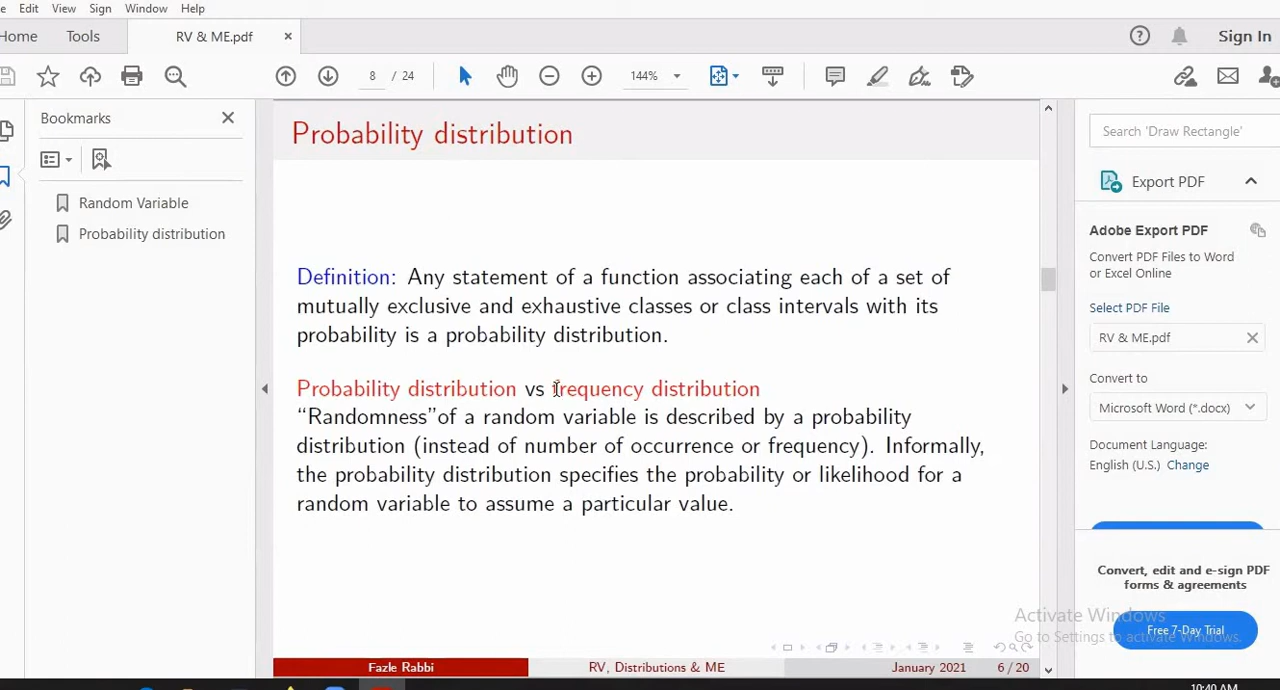 Edit View Sign Window Help
Home Tools RV & ME.pdf
Sign In
8 / 24
144%
Bookmarks
Random Variable
Probability distribution
Probability distribution
Definition: Any statement of a function associating each of a set of
mutually exclusive and exhaustive classes or class intervals with its
probability is a probability distribution.
Probability distribution vs frequency distribution
“Randomness”of a random variable is described by a probability
distribution (instead of number of occurrence or frequency). Informally,
the probability distribution specifies the probability or likelihood for a
random variable to assume a particular value.
Fazle Rabbi RV, Distributions & ME January 2021 6 / 20
Search 'Draw Rectangle'
Export PDF
Adobe Export PDF
Convert PDF Files to Word
or Excel Online
Select PDF File
RV & ME.pdf
Convert to
Microsoft Word (*.docx)
Document Language:
English (U.S.) Change
Convert, edit and e-sign PDF
forms & agreements
Free 7-Day Trial
Activate Windows
Go to Settings to activate Windows.
10:40 AM